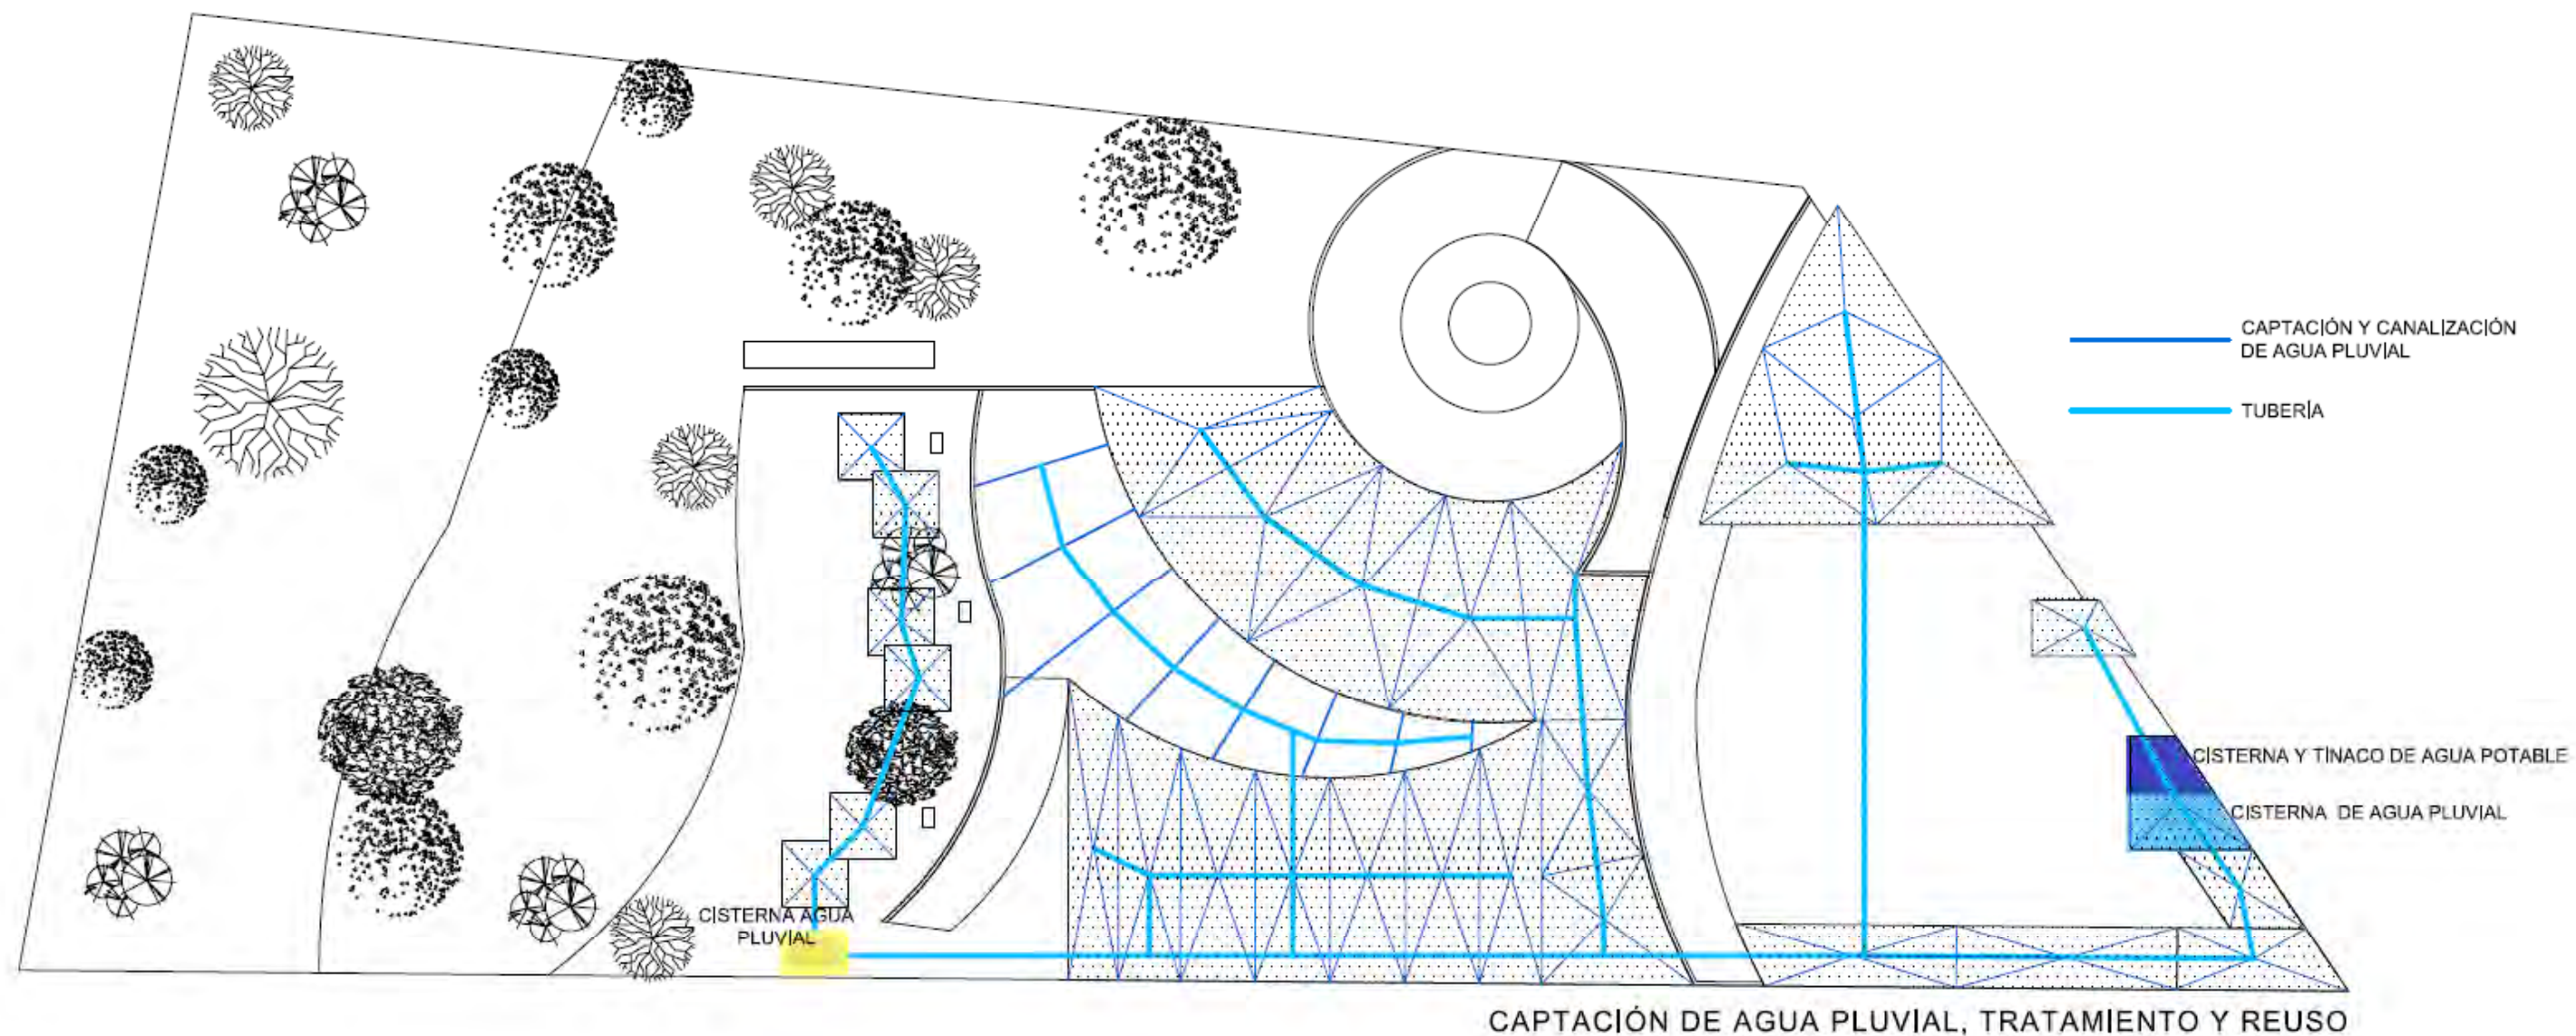 CAPTACIÓN Y CANALIZACIÓN
DE AGUA PLUVIAL
TUBERÍA
CISTERNA Y TINACO DE AGUA POTABLE
CISTERNA DE AGUA PLUVIAL
CISTERNA AGUA
PLUVIAL
CAPTACIÓN DE AGUA PLUVIAL, TRATAMIENTO Y REUSO